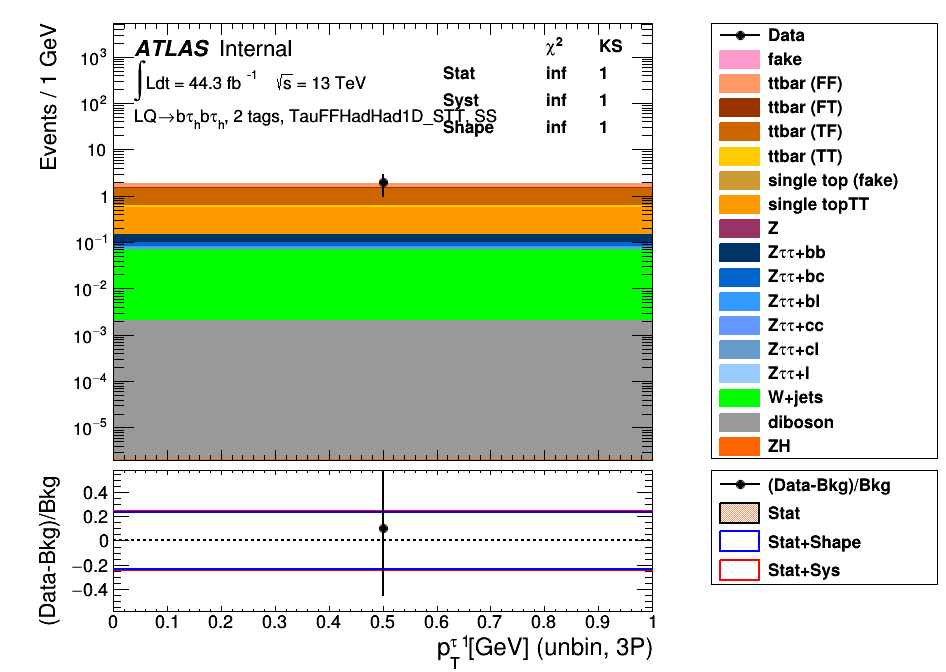 Events / 1 GeV
10³
10²
10
1
10⁻¹
10⁻²
10⁻³
10⁻⁴
10⁻⁵
ATLAS Internal
∫Ldt = 44.3 fb⁻¹ √s = 13 TeV
LQ→bτₕbτₕ, 2 tags, TauFFHadHad1D_STT, SS
χ² KS
Stat inf 1
Syst inf 1
Shape inf 1
Data
fake
ttbar (FF)
ttbar (FT)
ttbar (TF)
ttbar (TT)
single top (fake)
single topTT
Z
Zττ+bb
Zττ+bc
Zττ+bl
Zττ+cc
Zττ+cl
Zττ+l
W+jets
diboson
ZH
(Data-Bkg)/Bkg
0.4
0.2
0
−0.2
−0.4
(Data-Bkg)/Bkg
Stat
Stat+Shape
Stat+Sys
0 0.1 0.2 0.3 0.4 0.5 0.6 0.7 0.8 0.9 1
p_T^τ 1[GeV] (unbin, 3P)